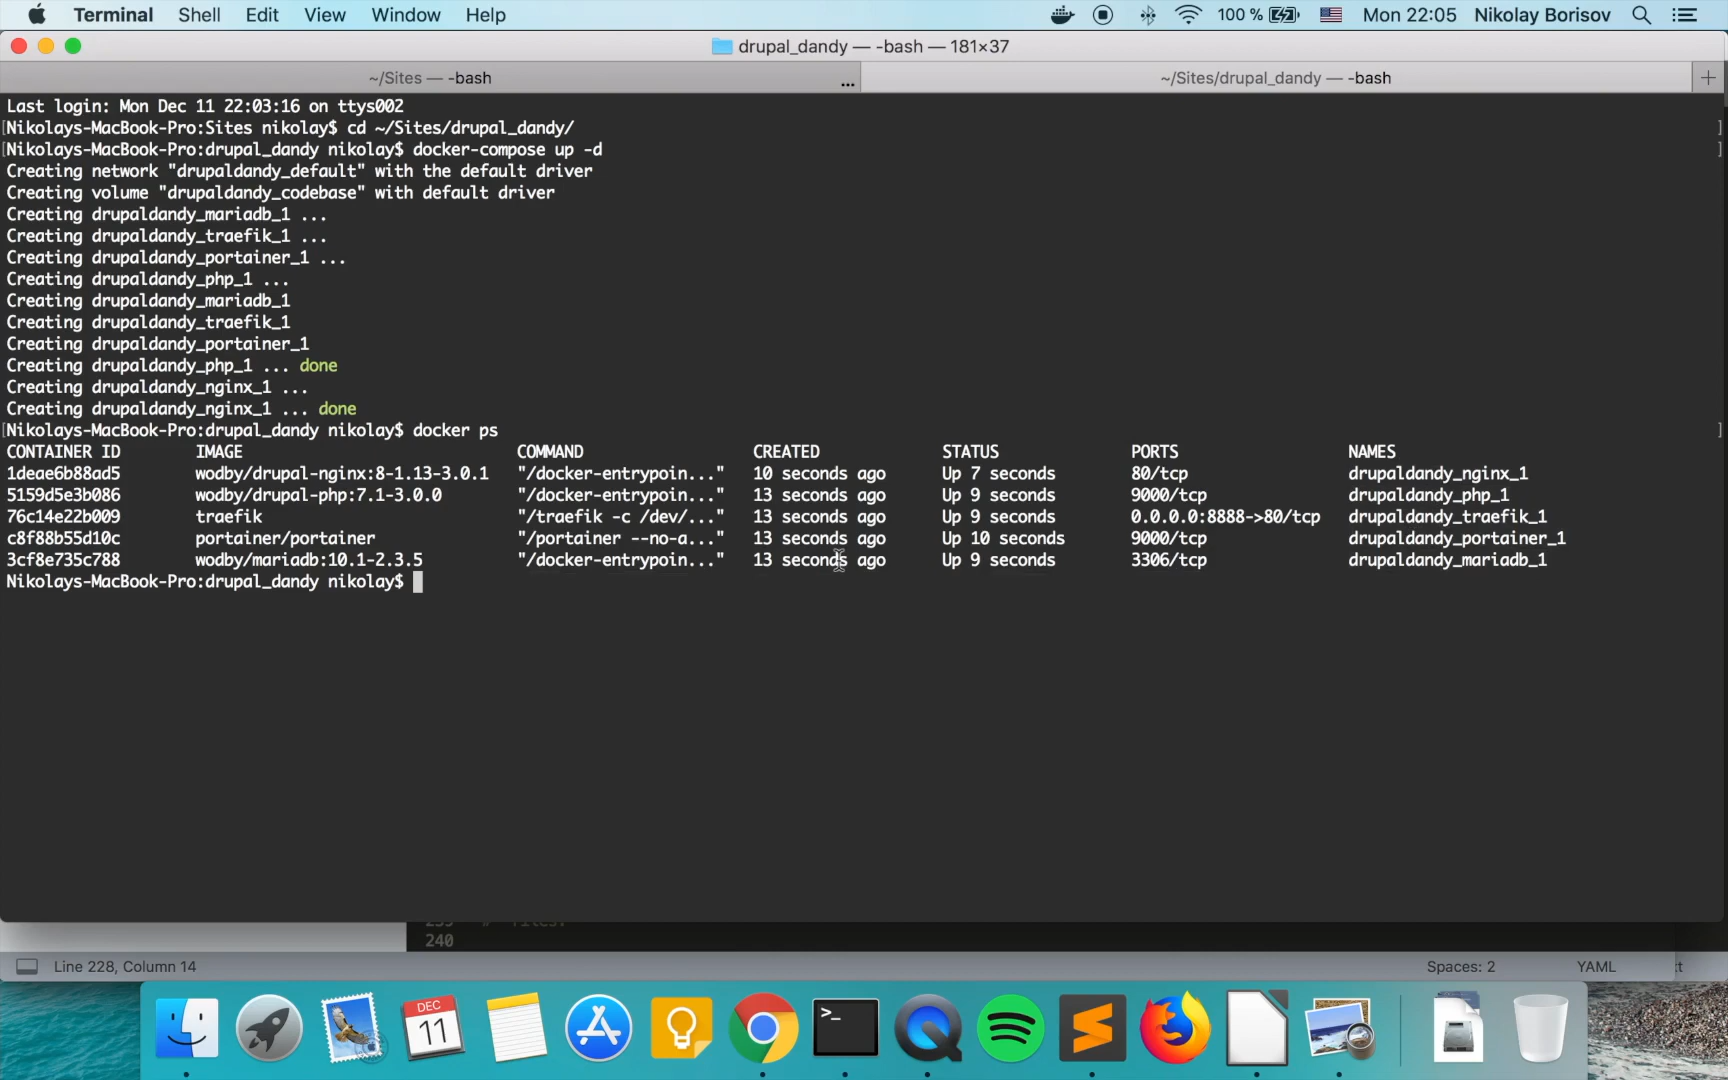 Terminal Shell Edit View Window Help 100 % Mon 22:05 Nikolay Borisov
drupal_dandy — -bash — 181×37
~/Sites — -bash ... ~/Sites/drupal_dandy — -bash +
Last login: Mon Dec 11 22:03:16 on ttys002
[Nikolays-MacBook-Pro:Sites nikolay$ cd ~/Sites/drupal_dandy/ ]
[Nikolays-MacBook-Pro:drupal_dandy nikolay$ docker-compose up -d ]
Creating network "drupaldandy_default" with the default driver
Creating volume "drupaldandy_codebase" with default driver
Creating drupaldandy_mariadb_1 ...
Creating drupaldandy_traefik_1 ...
Creating drupaldandy_portainer_1 ...
Creating drupaldandy_php_1 ...
Creating drupaldandy_mariadb_1
Creating drupaldandy_traefik_1
Creating drupaldandy_portainer_1
Creating drupaldandy_php_1 ... done
Creating drupaldandy_nginx_1 ...
Creating drupaldandy_nginx_1 ... done
[Nikolays-MacBook-Pro:drupal_dandy nikolay$ docker ps ]
CONTAINER ID IMAGE COMMAND CREATED STATUS PORTS NAMES
1deae6b88ad5 wodby/drupal-nginx:8-1.13-3.0.1 "/docker-entrypoin..." 10 seconds ago Up 7 seconds 80/tcp drupaldandy_nginx_1
5159d5e3b086 wodby/drupal-php:7.1-3.0.0 "/docker-entrypoin..." 13 seconds ago Up 9 seconds 9000/tcp drupaldandy_php_1
76c14e22b009 traefik "/traefik -c /dev/..." 13 seconds ago Up 9 seconds 0.0.0.0:8888->80/tcp drupaldandy_traefik_1
c8f88b55d10c portainer/portainer "/portainer --no-a..." 13 seconds ago Up 10 seconds 9000/tcp drupaldandy_portainer_1
3cf8e735c788 wodby/mariadb:10.1-2.3.5 "/docker-entrypoin..." 13 seconds ago Up 9 seconds 3306/tcp drupaldandy_mariadb_1
Nikolays-MacBook-Pro:drupal_dandy nikolay$
240
Line 228, Column 14 Spaces: 2 YAML
DEC
11
>_